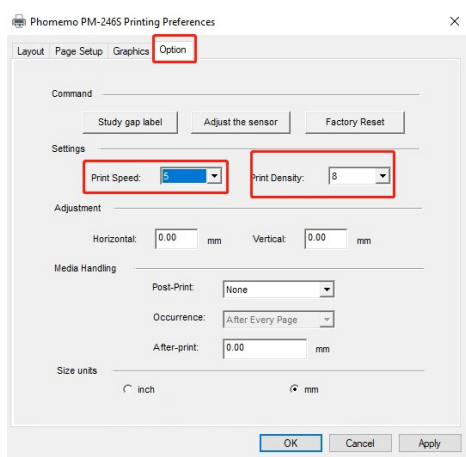 Phomemo PM-246S Printing Preferences
Layout Page Setup Graphics Option
Command
Study gap label Adjust the sensor Factory Reset
Settings
Print Speed: 5 Print Density: 8
Adjustment
Horizontal: 0.00 mm Vertical: 0.00 mm
Media Handling
Post-Print: None
Occurrence: After Every Page
After-print: 0.00 mm
Size units
inch mm
OK Cancel Apply